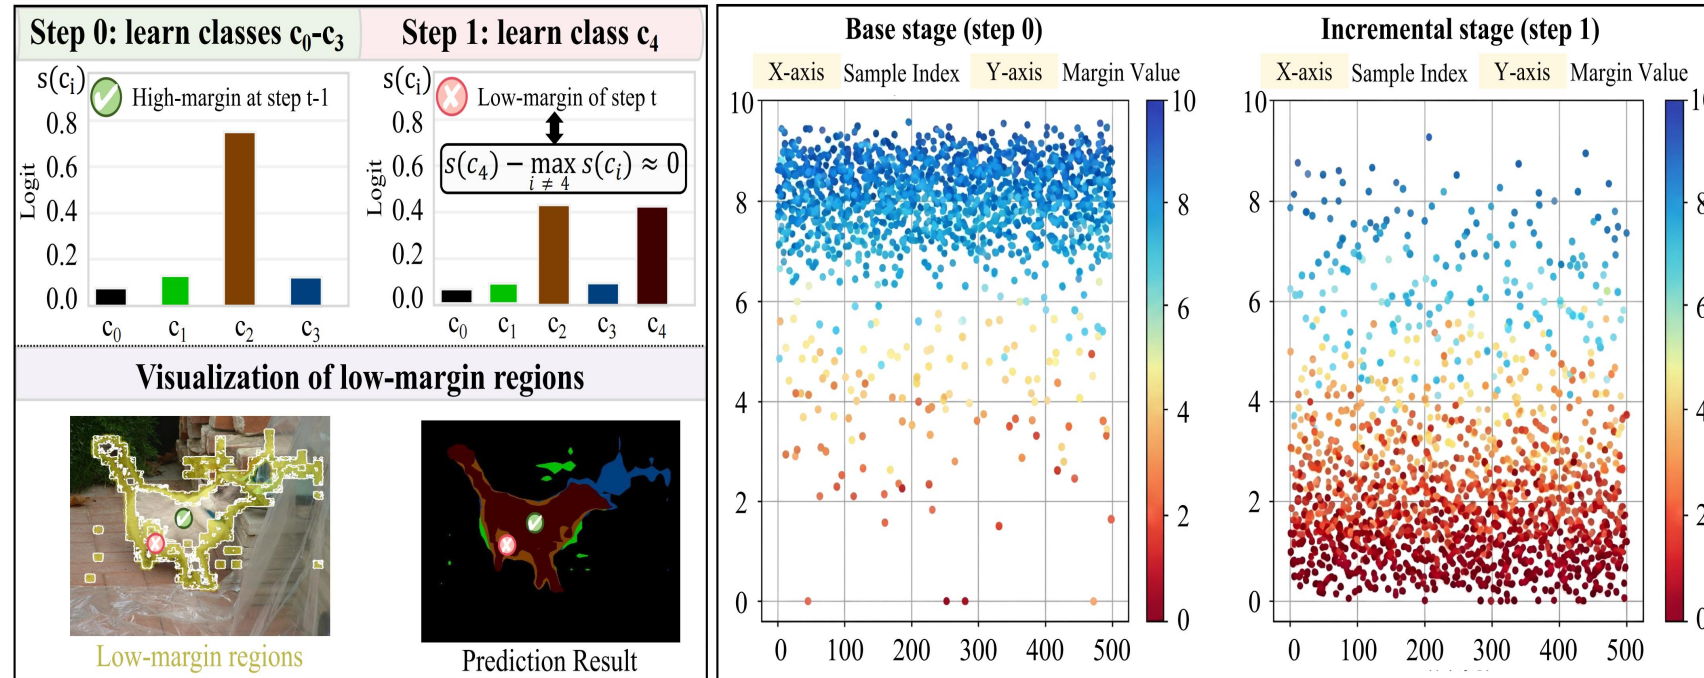 Step 0: learn classes c0-c3
Step 1: learn class c4
s(ci)
High-margin at step t-1
0.8
0.6
0.4
0.2
0.0
Logit
c0 c1 c2 c3
s(ci)
Low-margin of step t
s(c4) − max s(ci) ≈ 0
i ≠ 4
0.8
0.6
0.4
0.2
0.0
Logit
c0 c1 c2 c3 c4
Visualization of low-margin regions
Low-margin regions
Prediction Result
Base stage (step 0)
X-axis Sample Index Y-axis Margin Value
10
8
6
4
2
0
0 100 200 300 400 500
10
8
6
4
2
0
Incremental stage (step 1)
X-axis Sample Index Y-axis Margin Value
10
8
6
4
2
0
0 100 200 300 400 500